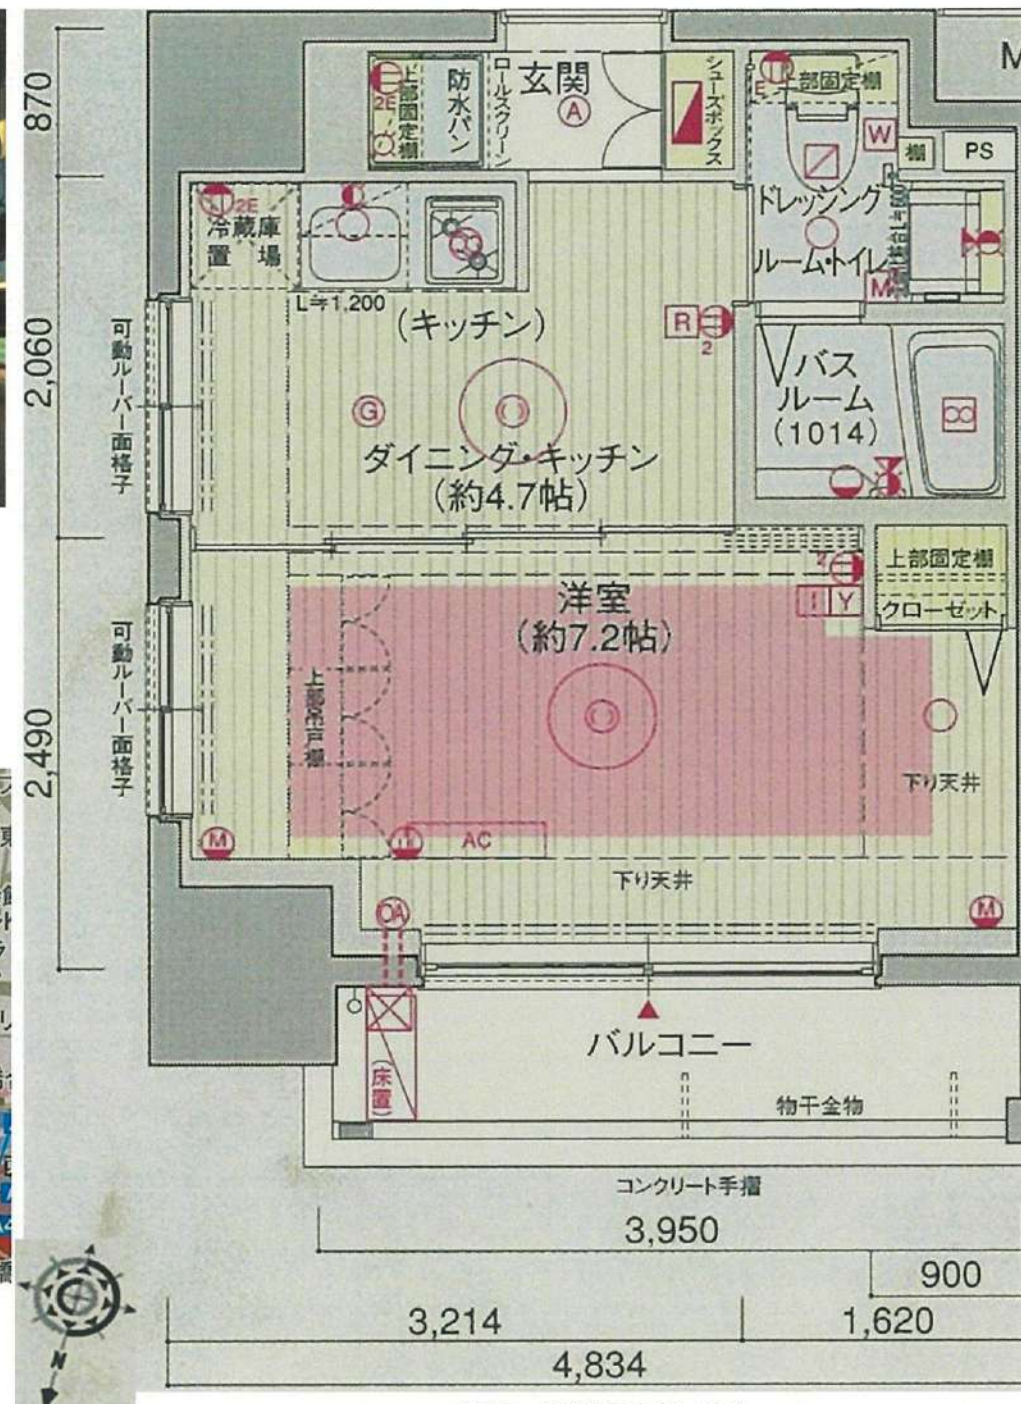 870
2,060
2,490
上部固定棚
2E
防水パン
ロールスクリーン
玄関
A
シューズボックス
E
上部固定棚
W
棚
PS
M
ドレッシング
ルーム・トイレ
M
2E
冷蔵庫
置場
L≒1,200
(キッチン)
R
2
G
ダイニング・キッチン
(約4.7帖)
バス
ルーム
(1014)
可動ルーバー面格子
可動ルーバー面格子
洋室
(約7.2帖)
2
I Y
上部固定棚
クローゼット
上部吊戸棚
下り天井
M
AC
下り天井
M
OA
バルコニー
(床置)
物干金物
コンクリート手摺
3,950
900
3,214
1,620
4,834
N